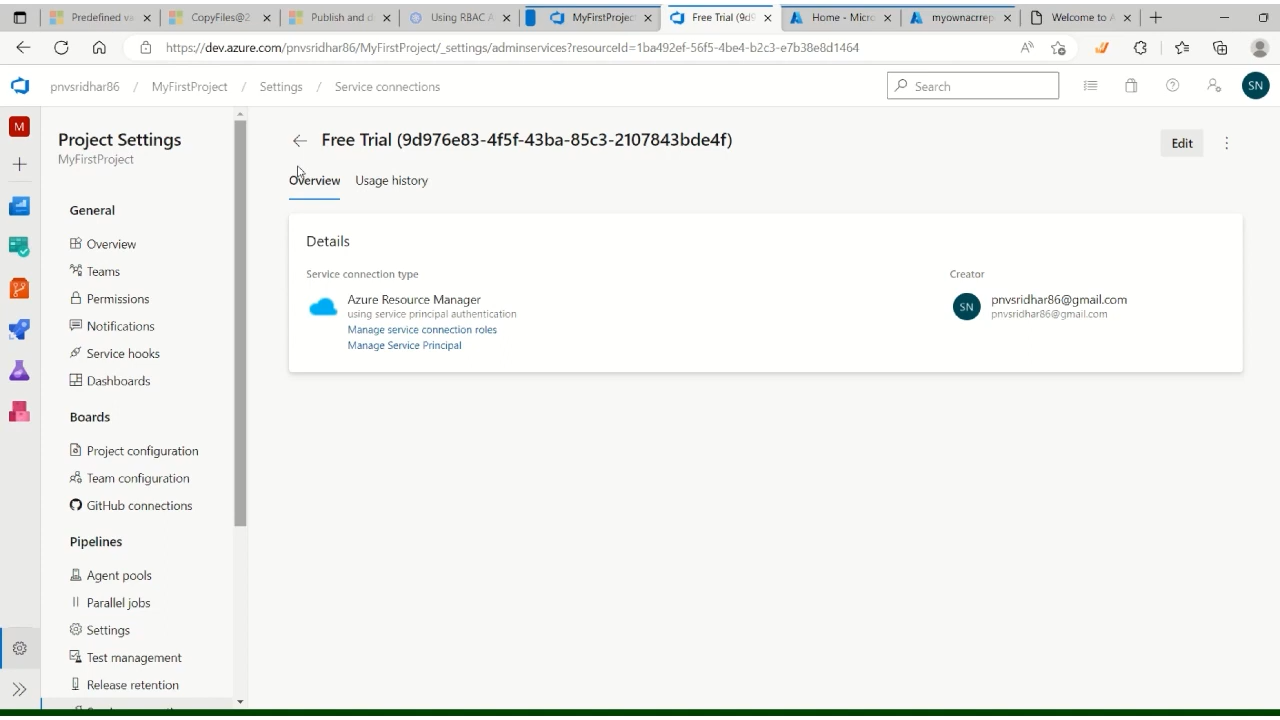 Predefined va
CopyFiles@2
Publish and d
Using RBAC A
MyFirstProjec
Free Trial (9d9
Home - Micro
myownacrrep
Welcome to A
https://dev.azure.com/pnvsridhar86/MyFirstProject/_settings/adminservices?resourceId=1ba492ef-56f5-4be4-b2c3-e7b38e8d1464
pnvsridhar86 / MyFirstProject / Settings / Service connections
Search
SN
M
Project Settings
MyFirstProject
General
Overview
Teams
Permissions
Notifications
Service hooks
Dashboards
Boards
Project configuration
Team configuration
GitHub connections
Pipelines
Agent pools
Parallel jobs
Settings
Test management
Release retention
Free Trial (9d976e83-4f5f-43ba-85c3-2107843bde4f)
Edit
Overview
Usage history
Details
Service connection type
Azure Resource Manager
using service principal authentication
Manage service connection roles
Manage Service Principal
Creator
SN
pnvsridhar86@gmail.com
pnvsridhar86@gmail.com